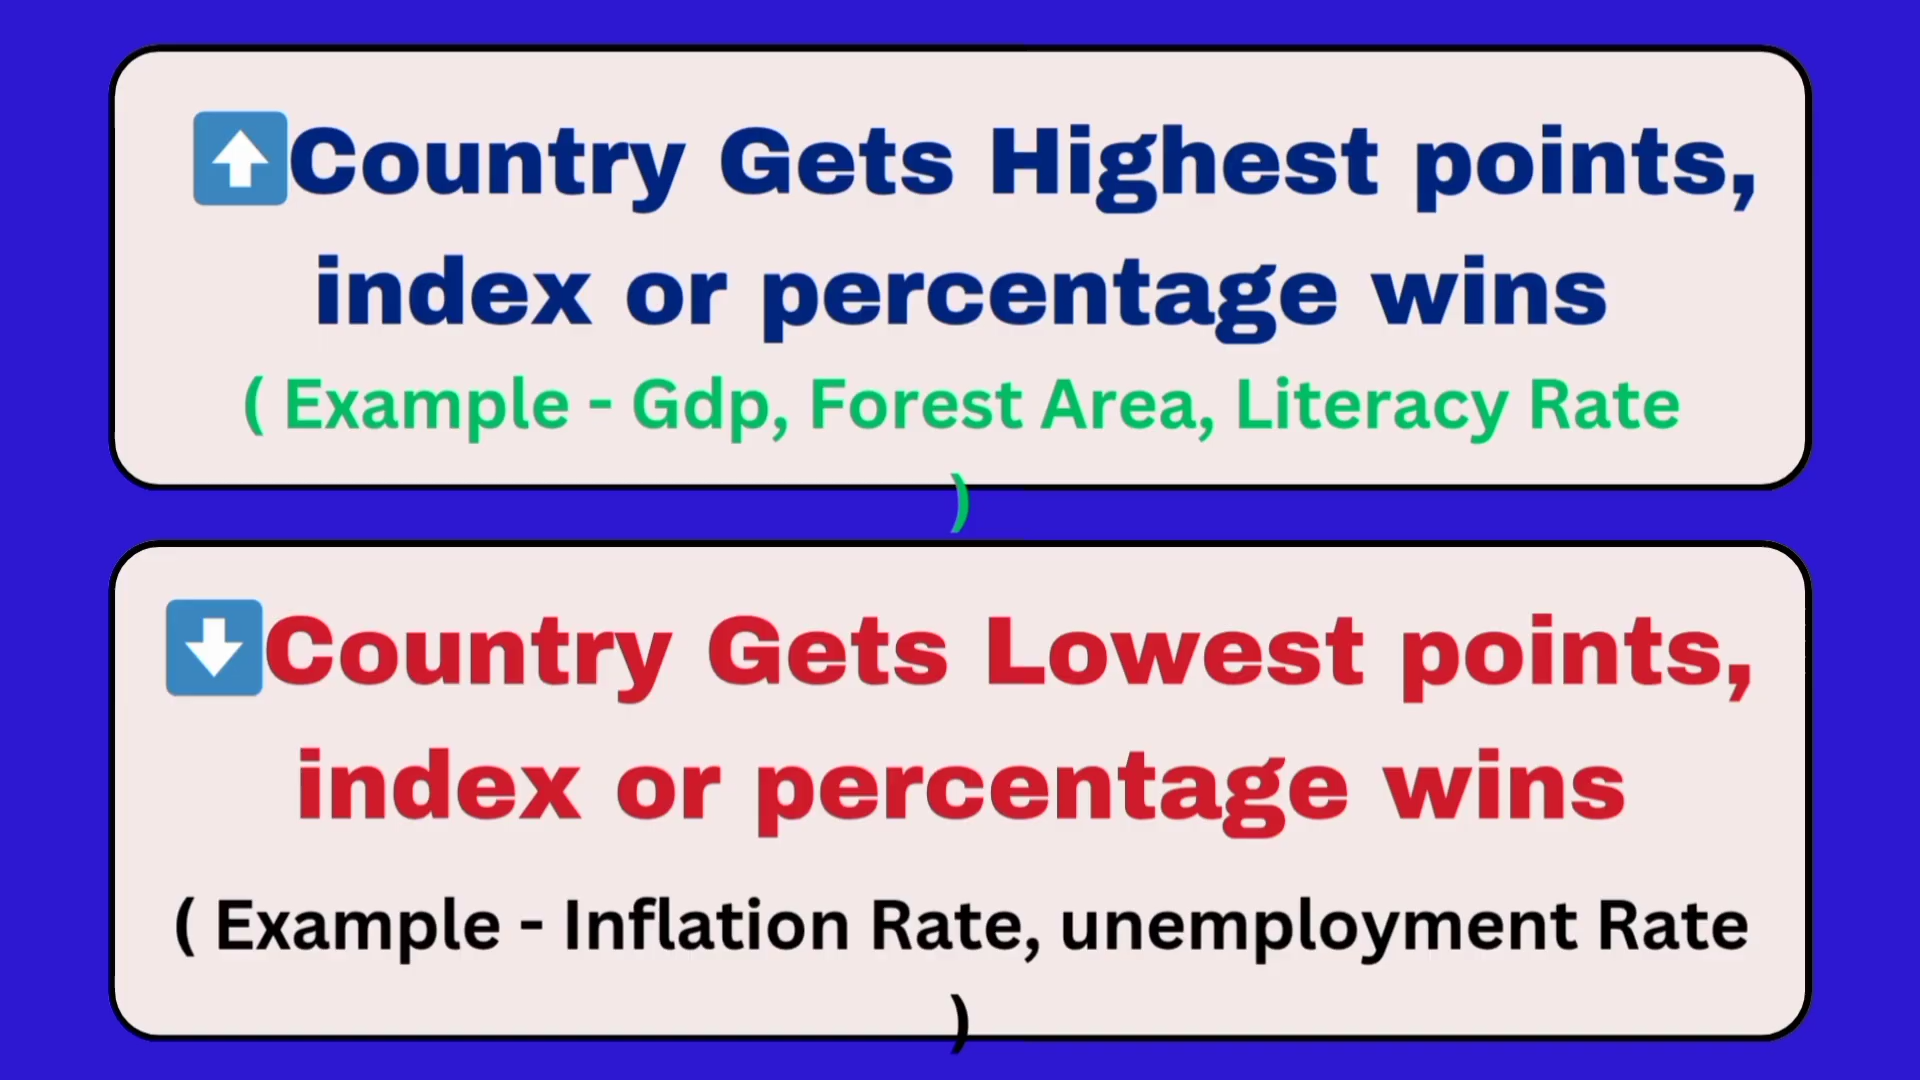 ⬆️Country Gets Highest points,
index or percentage wins
( Example - Gdp, Forest Area, Literacy Rate
)
⬇️Country Gets Lowest points,
index or percentage wins
( Example - Inflation Rate, unemployment Rate
)